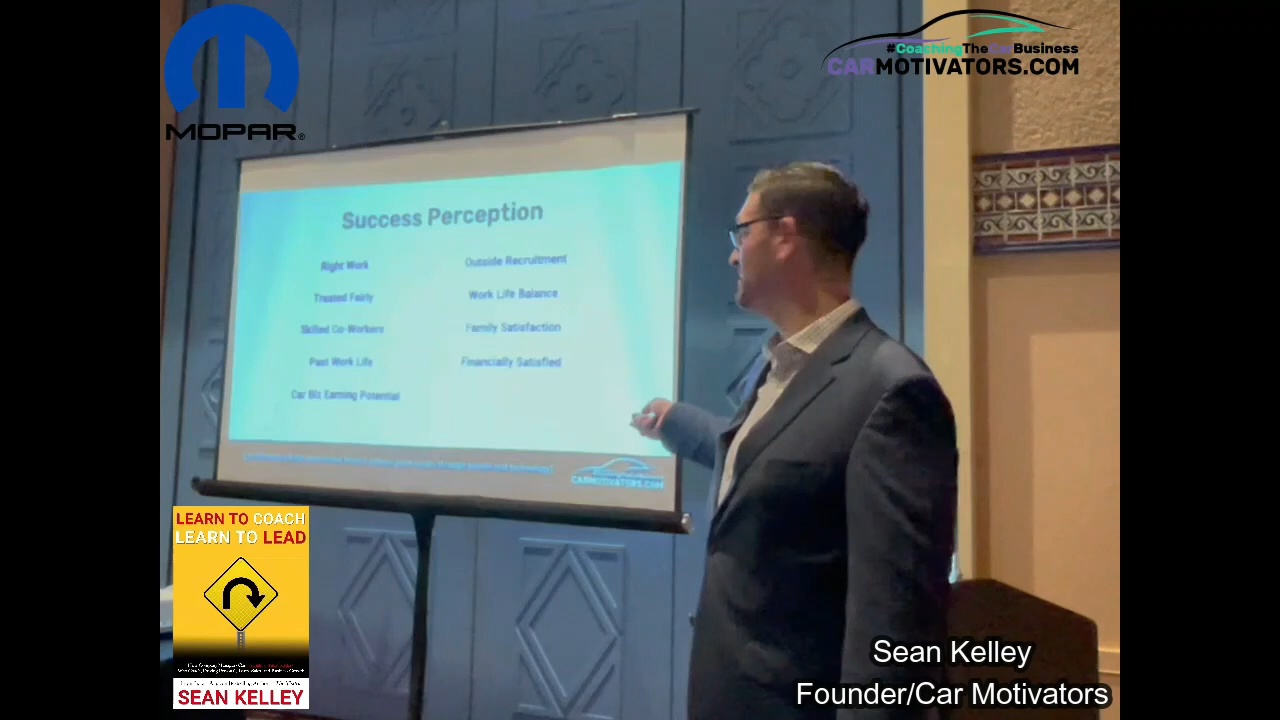 MOPAR®
#CoachingTheCarBusiness
CARMOTIVATORS.COM
Success Perception
Right Work
Trusted Fairly
Skilled Co-Workers
Past Work Life
Car Biz Earning Potential
Outside Recruitment
Work Life Balance
Family Satisfaction
Financially Satisfied
CARMOTIVATORS.COM
LEARN TO COACH
LEARN TO LEAD
SEAN KELLEY
Sean Kelley
Founder/Car Motivators